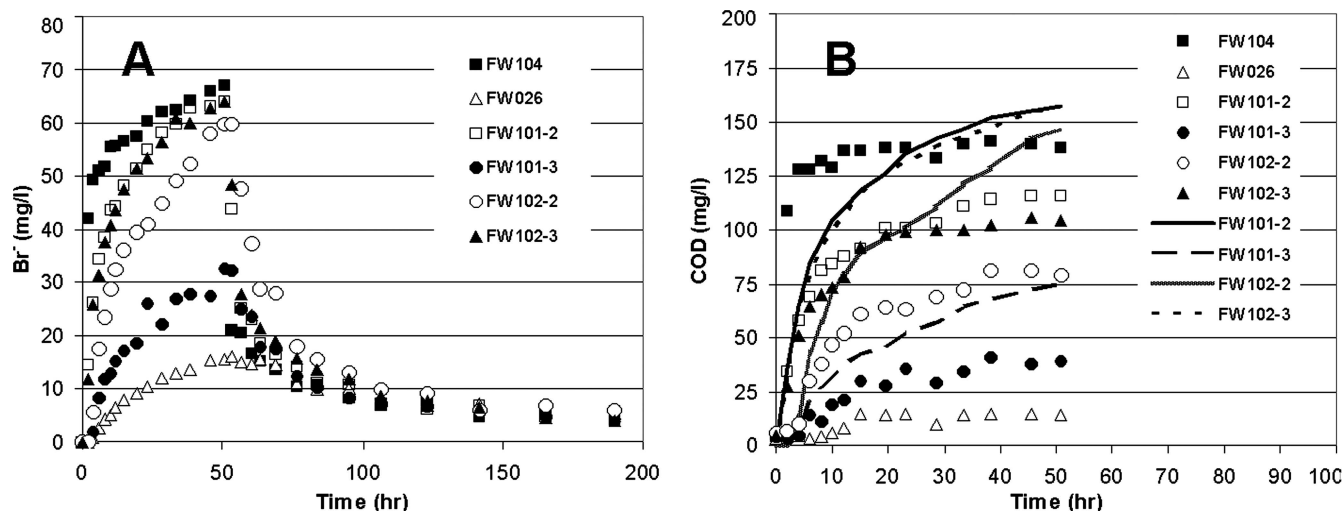 A
80
70
60
50
40
30
20
10
0
Br⁻ (mg/l)
0
50
100
150
200
Time (hr)
FW104
FW026
FW101-2
FW101-3
FW102-2
FW102-3
B
200
175
150
125
100
75
50
25
0
COD (mg/l)
0
10
20
30
40
50
60
70
80
90
100
Time (hr)
FW104
FW026
FW101-2
FW101-3
FW102-2
FW102-3
FW101-2
FW101-3
FW102-2
FW102-3